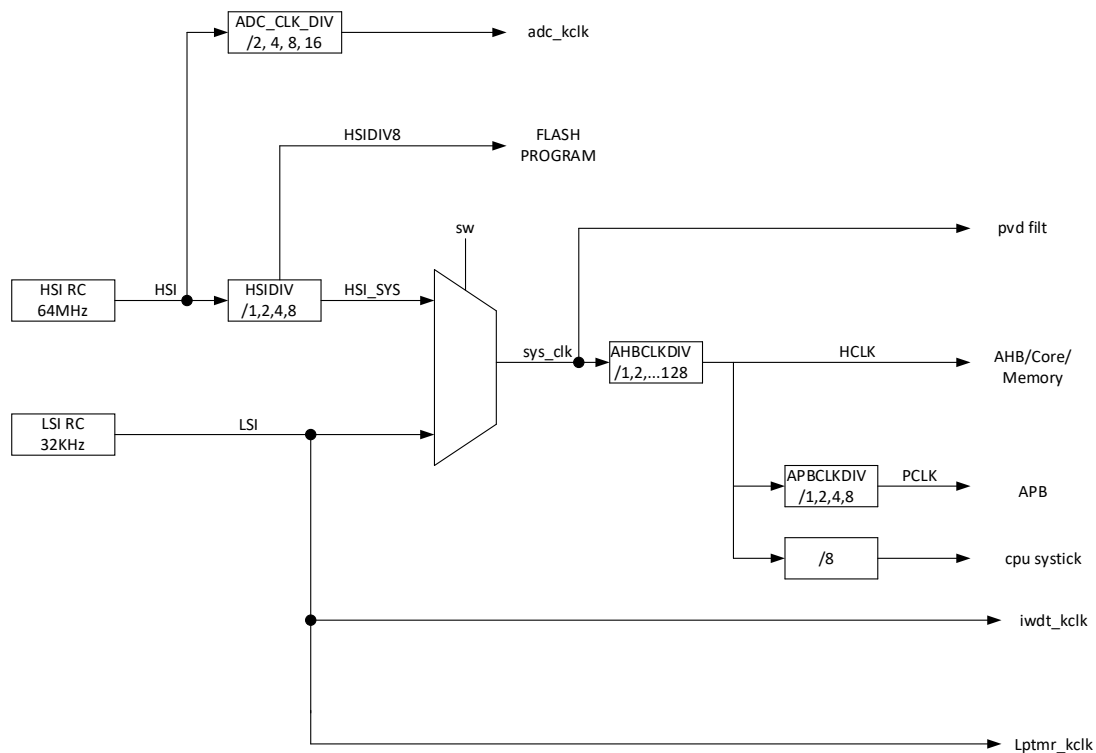 ADC_CLK_DIV
/2, 4, 8, 16
adc_kclk
HSIDIV8
FLASH
PROGRAM
sw
pvd filt
HSI RC
64MHz
HSI
HSIDIV
/1,2,4,8
HSI_SYS
sys_clk
AHBCLKDIV
/1,2,...128
HCLK
AHB/Core/
Memory
LSI RC
32KHz
LSI
APBCLKDIV
/1,2,4,8
PCLK
APB
/8
cpu systick
iwdt_kclk
Lptmr_kclk